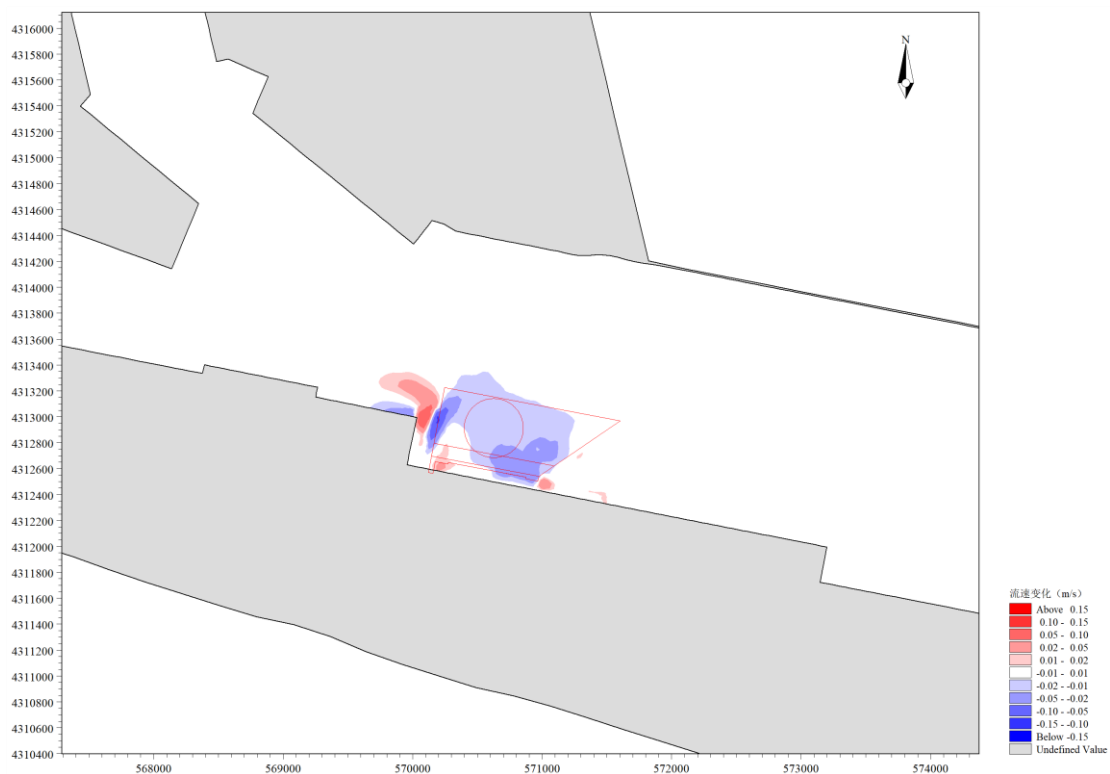 N
4316000
4315800
4315600
4315400
4315200
4315000
4314800
4314600
4314400
4314200
4314000
4313800
4313600
4313400
4313200
4313000
4312800
4312600
4312400
4312200
4312000
4311800
4311600
4311400
4311200
4311000
4310800
4310600
4310400
568000 569000 570000 571000 572000 573000 574000
流速变化（m/s）
Above 0.15
0.10 - 0.15
0.05 - 0.10
0.02 - 0.05
0.01 - 0.02
-0.01 - 0.01
-0.02 - -0.01
-0.05 - -0.02
-0.10 - -0.05
-0.15 - -0.10
Below -0.15
Undefined Value